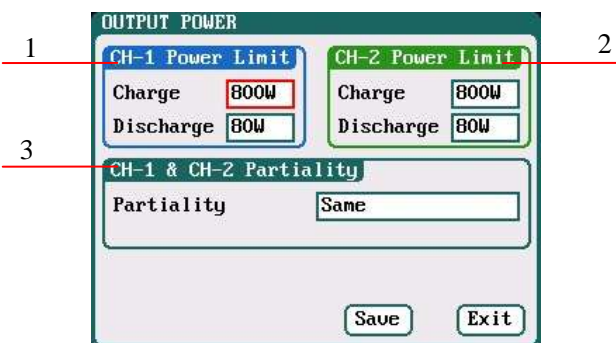 OUTPUT POWER
1
2
CH-1 Power Limit
CH-2 Power Limit
Charge 800W
Charge 800W
Discharge 80W
Discharge 80W
3
CH-1 & CH-2 Partiality
Partiality Same
Save Exit